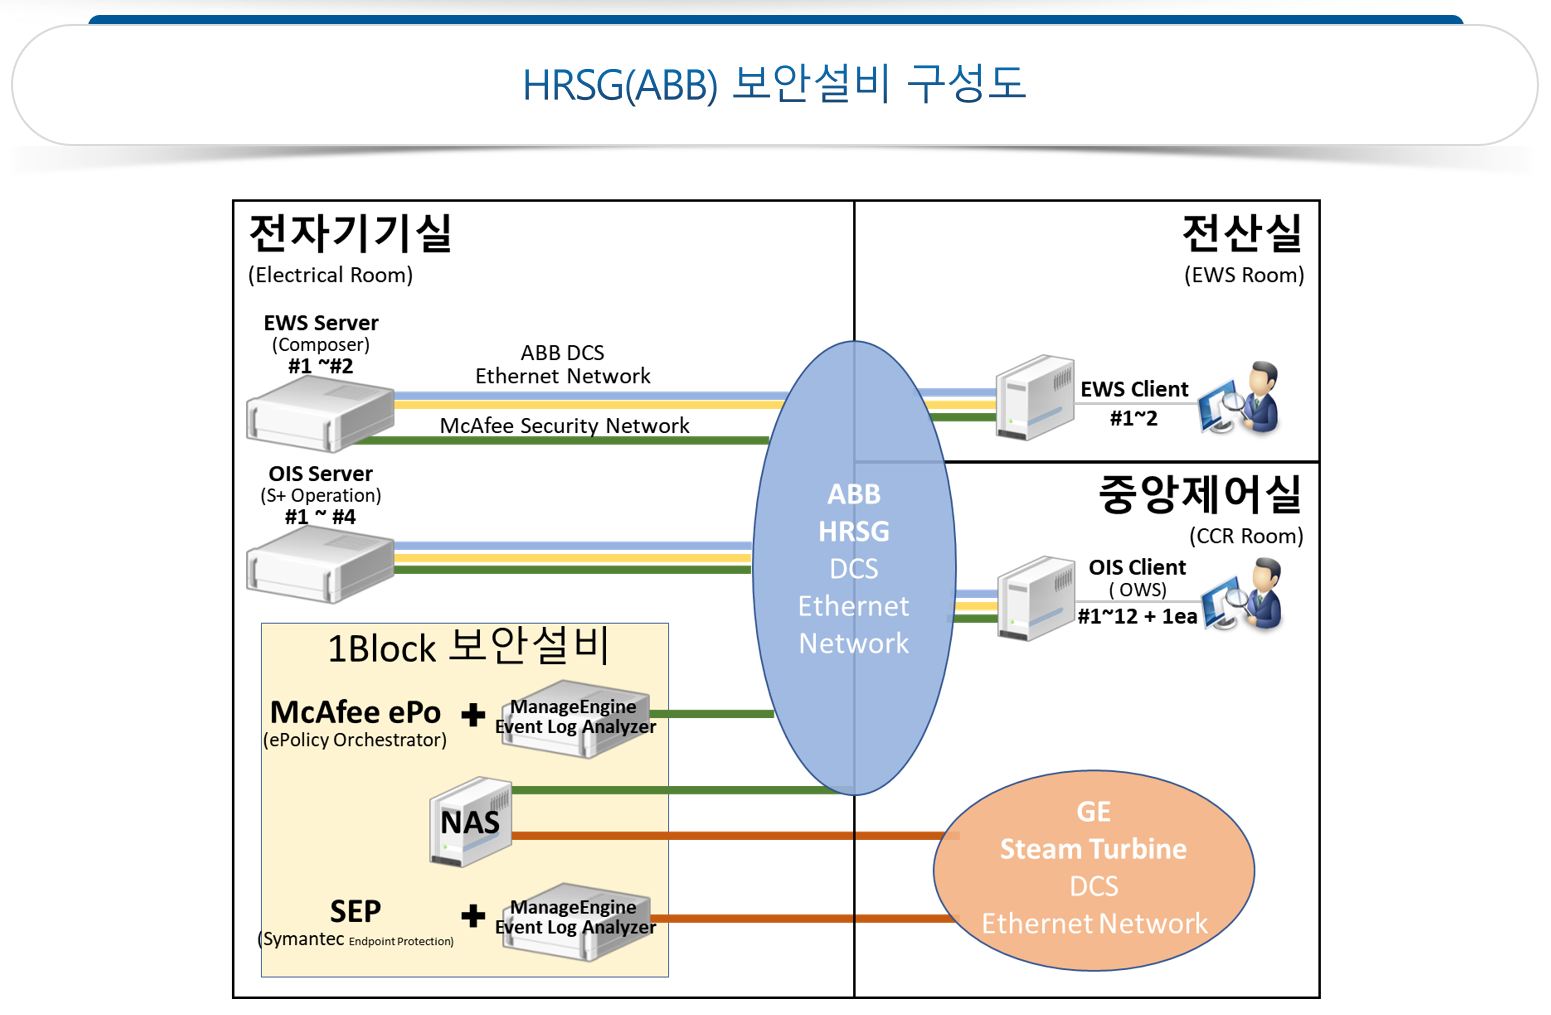 HRSG(ABB) 보안설비 구성도
전자기기실
(Electrical Room)
전산실
(EWS Room)
EWS Server
(Composer)
#1 ~#2
ABB DCS
Ethernet Network
McAfee Security Network
EWS Client
#1~2
OIS Server
(S+ Operation)
#1 ~ #4
ABB
HRSG
DCS
Ethernet
Network
중앙제어실
(CCR Room)
OIS Client
( OWS)
#1~12 + 1ea
1Block 보안설비
McAfee ePo
(ePolicy Orchestrator)
+
ManageEngine
Event Log Analyzer
NAS
SEP
(Symantec Endpoint Protection)
+
ManageEngine
Event Log Analyzer
GE
Steam Turbine
DCS
Ethernet Network